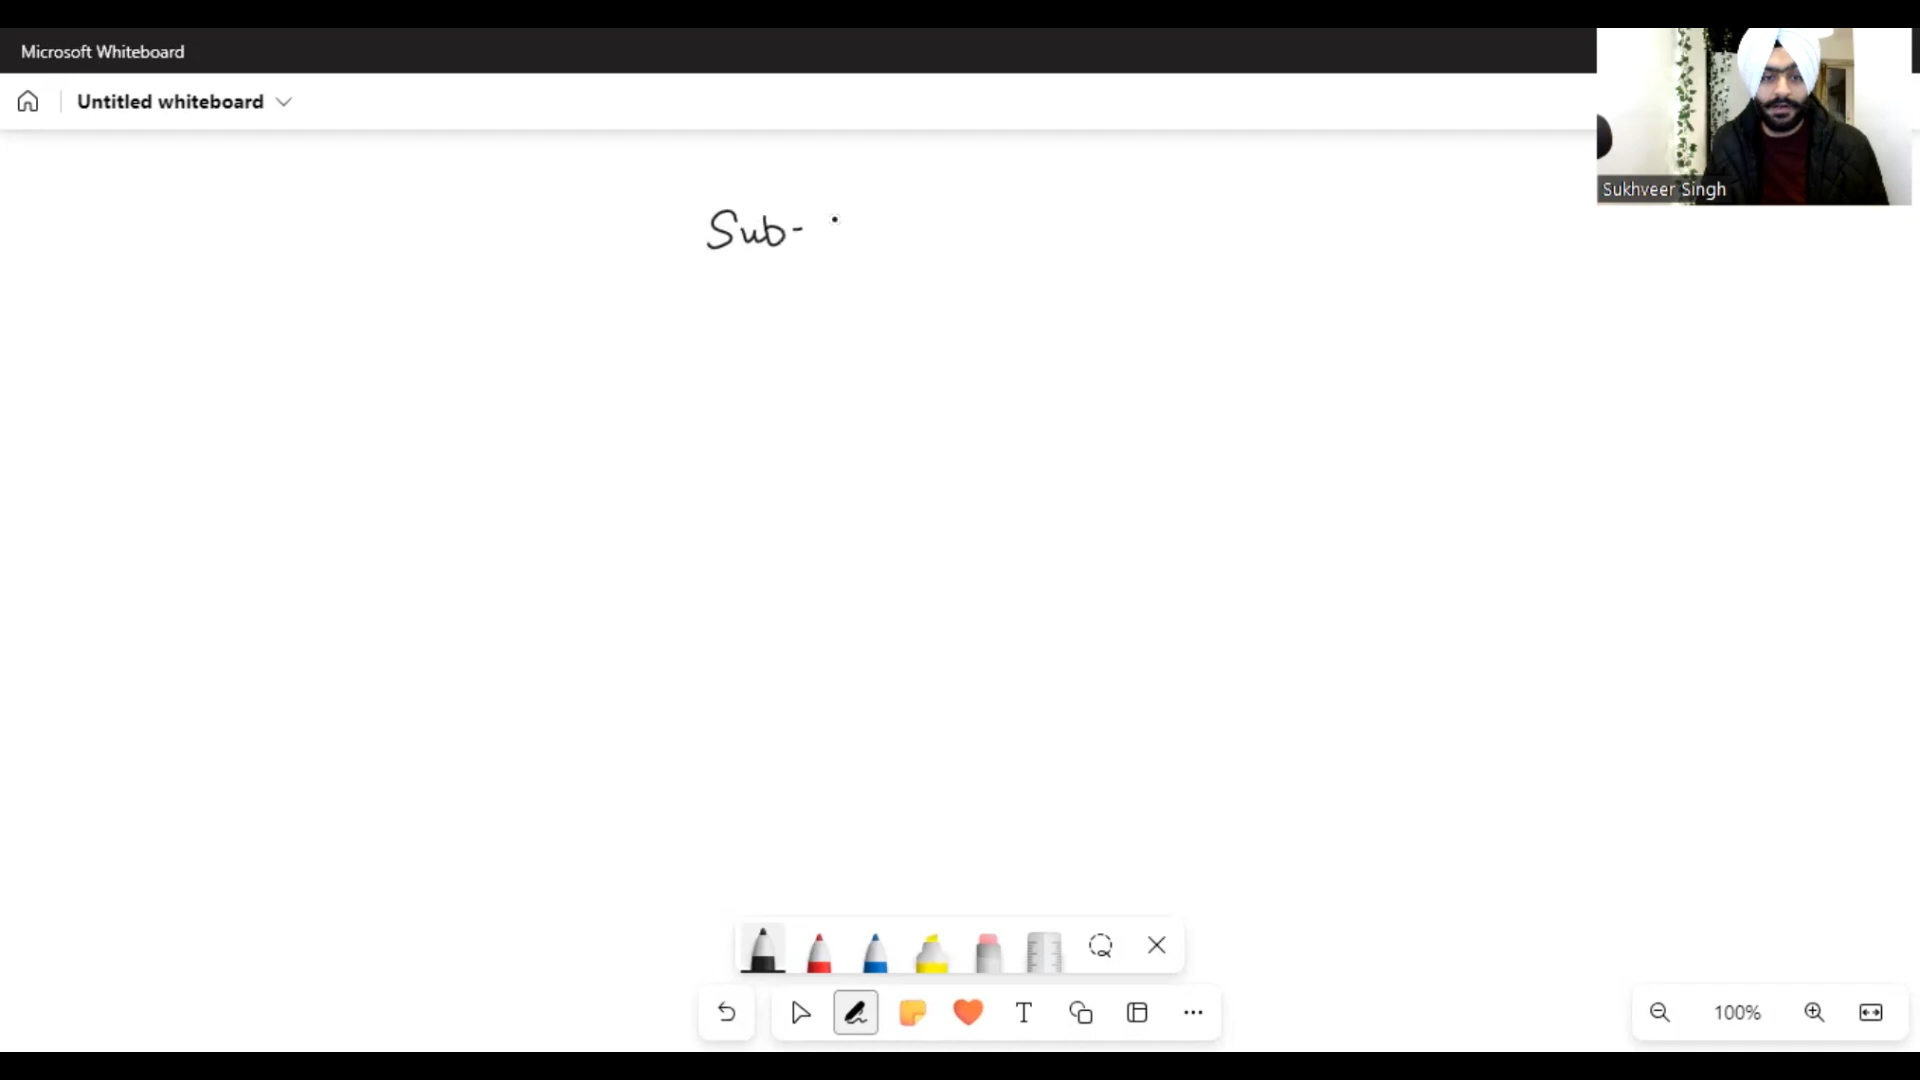 Microsoft Whiteboard
Untitled whiteboard
Sukhveer Singh
Sub-
T
100%